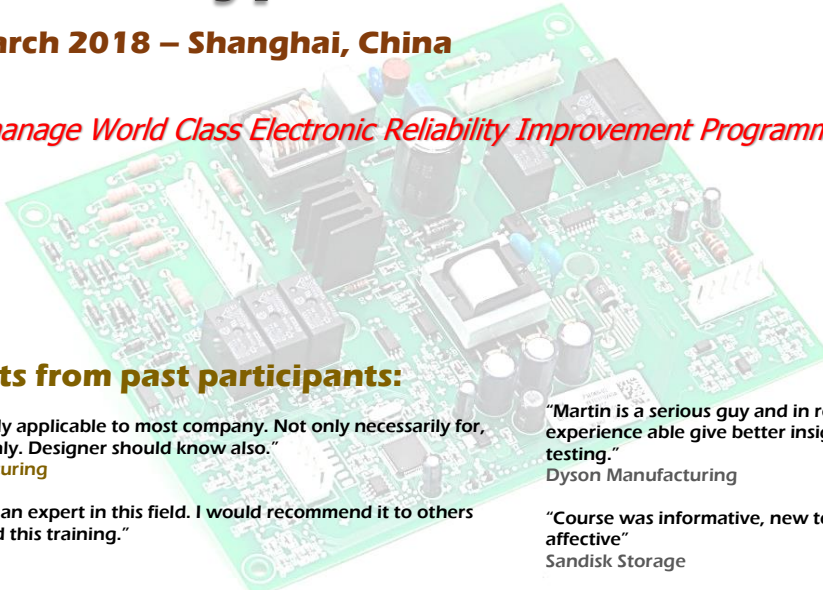 arch 2018 – Shanghai, China
manage World Class Electronic Reliability Improvement Programm
ts from past participants:
ly applicable to most company. Not only necessarily for,
nly. Designer should know also.”
turing
an expert in this field. I would recommend it to others
d this training.”
“Martin is a serious guy and in re
experience able give better insig
testing.”
Dyson Manufacturing
“Course was informative, new te
affective”
Sandisk Storage